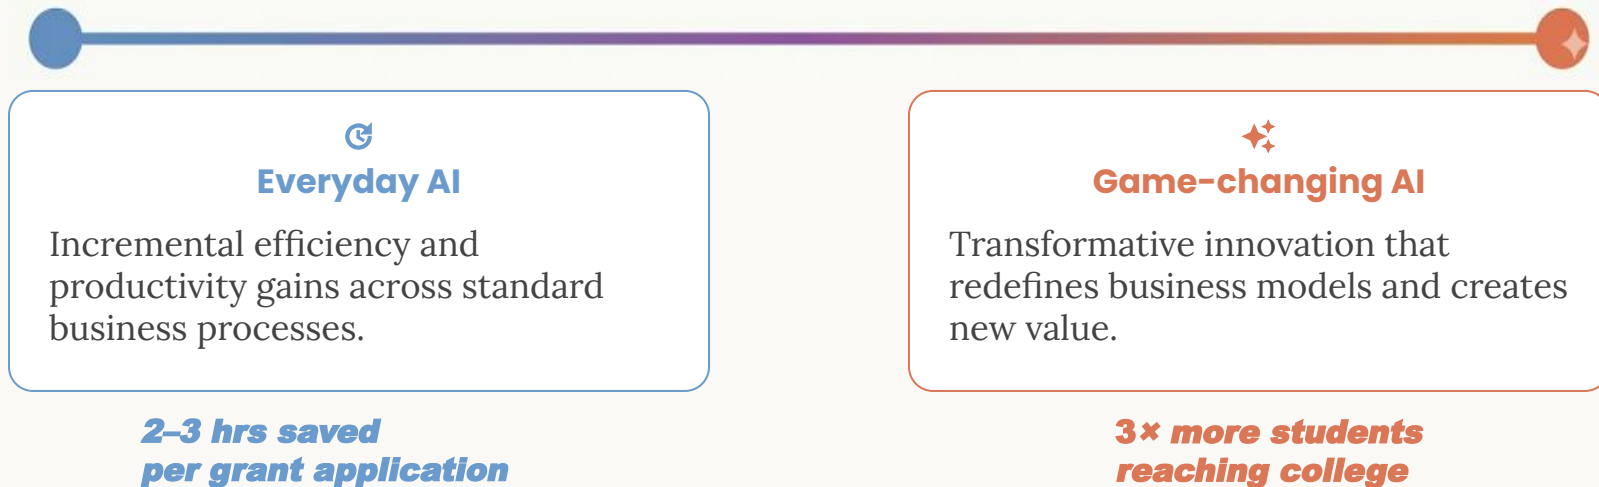 Everyday AI
Incremental efficiency and
productivity gains across standard
business processes.
2–3 hrs saved
per grant application
Game-changing AI
Transformative innovation that
redefines business models and creates
new value.
3× more students
reaching college